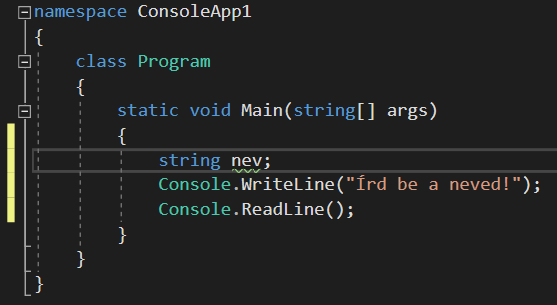 namespace ConsoleApp1
{
    class Program
    {
        static void Main(string[] args)
        {
            string nev;
            Console.WriteLine("Írd be a neved!");
            Console.ReadLine();
        }
    }
}